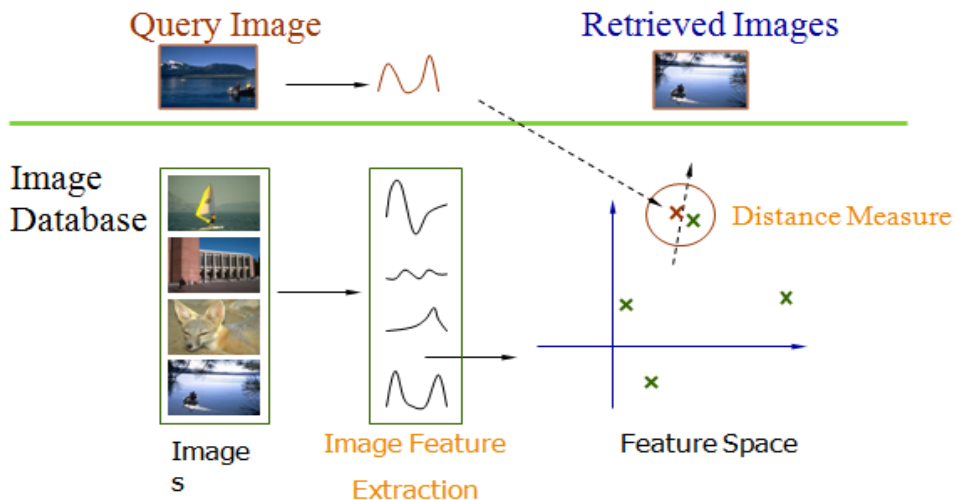 Query Image
Retrieved Images
Image
Database
Distance Measure
Image
s
Image Feature
Extraction
Feature Space